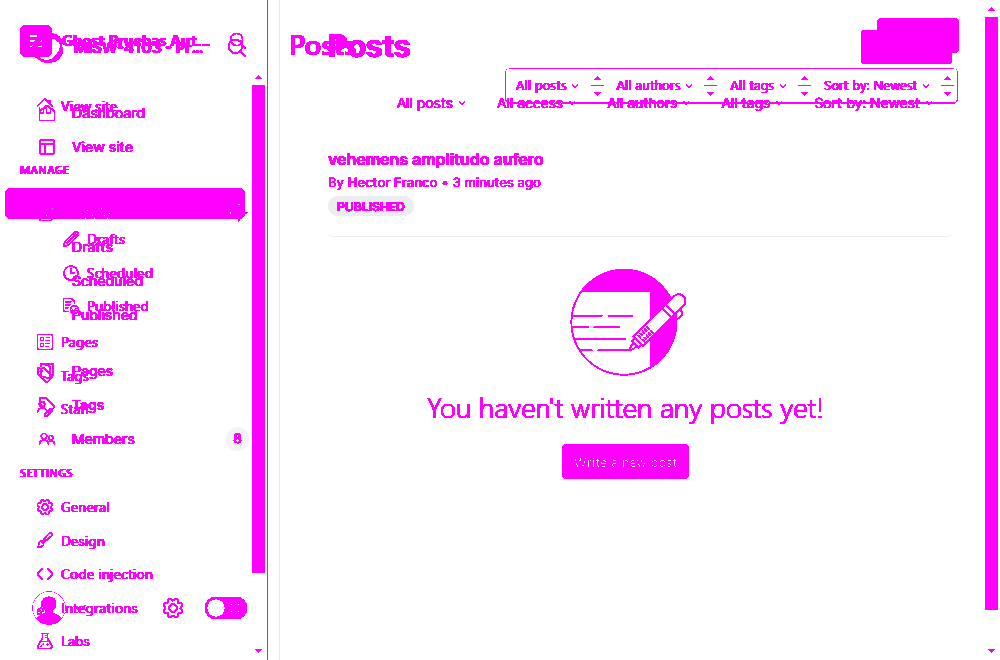 Ghost Pruebas Aut...
MISW-4103 - Pr...
Posts
Posts
View site
Dashboard
View site
MANAGE
All posts
All authors
All tags
Sort by: Newest
All posts
All access
All authors
All tags
Sort by: Newest
vehemens amplitudo aufero
By Hector Franco • 3 minutes ago
PUBLISHED
Drafts
Drafts
Scheduled
Scheduled
Published
Published
Pages
Pages
Tags
Tags
Staff
Members
8
SETTINGS
General
Design
Code injection
Integrations
Labs
You haven't written any posts yet!
Write a new post